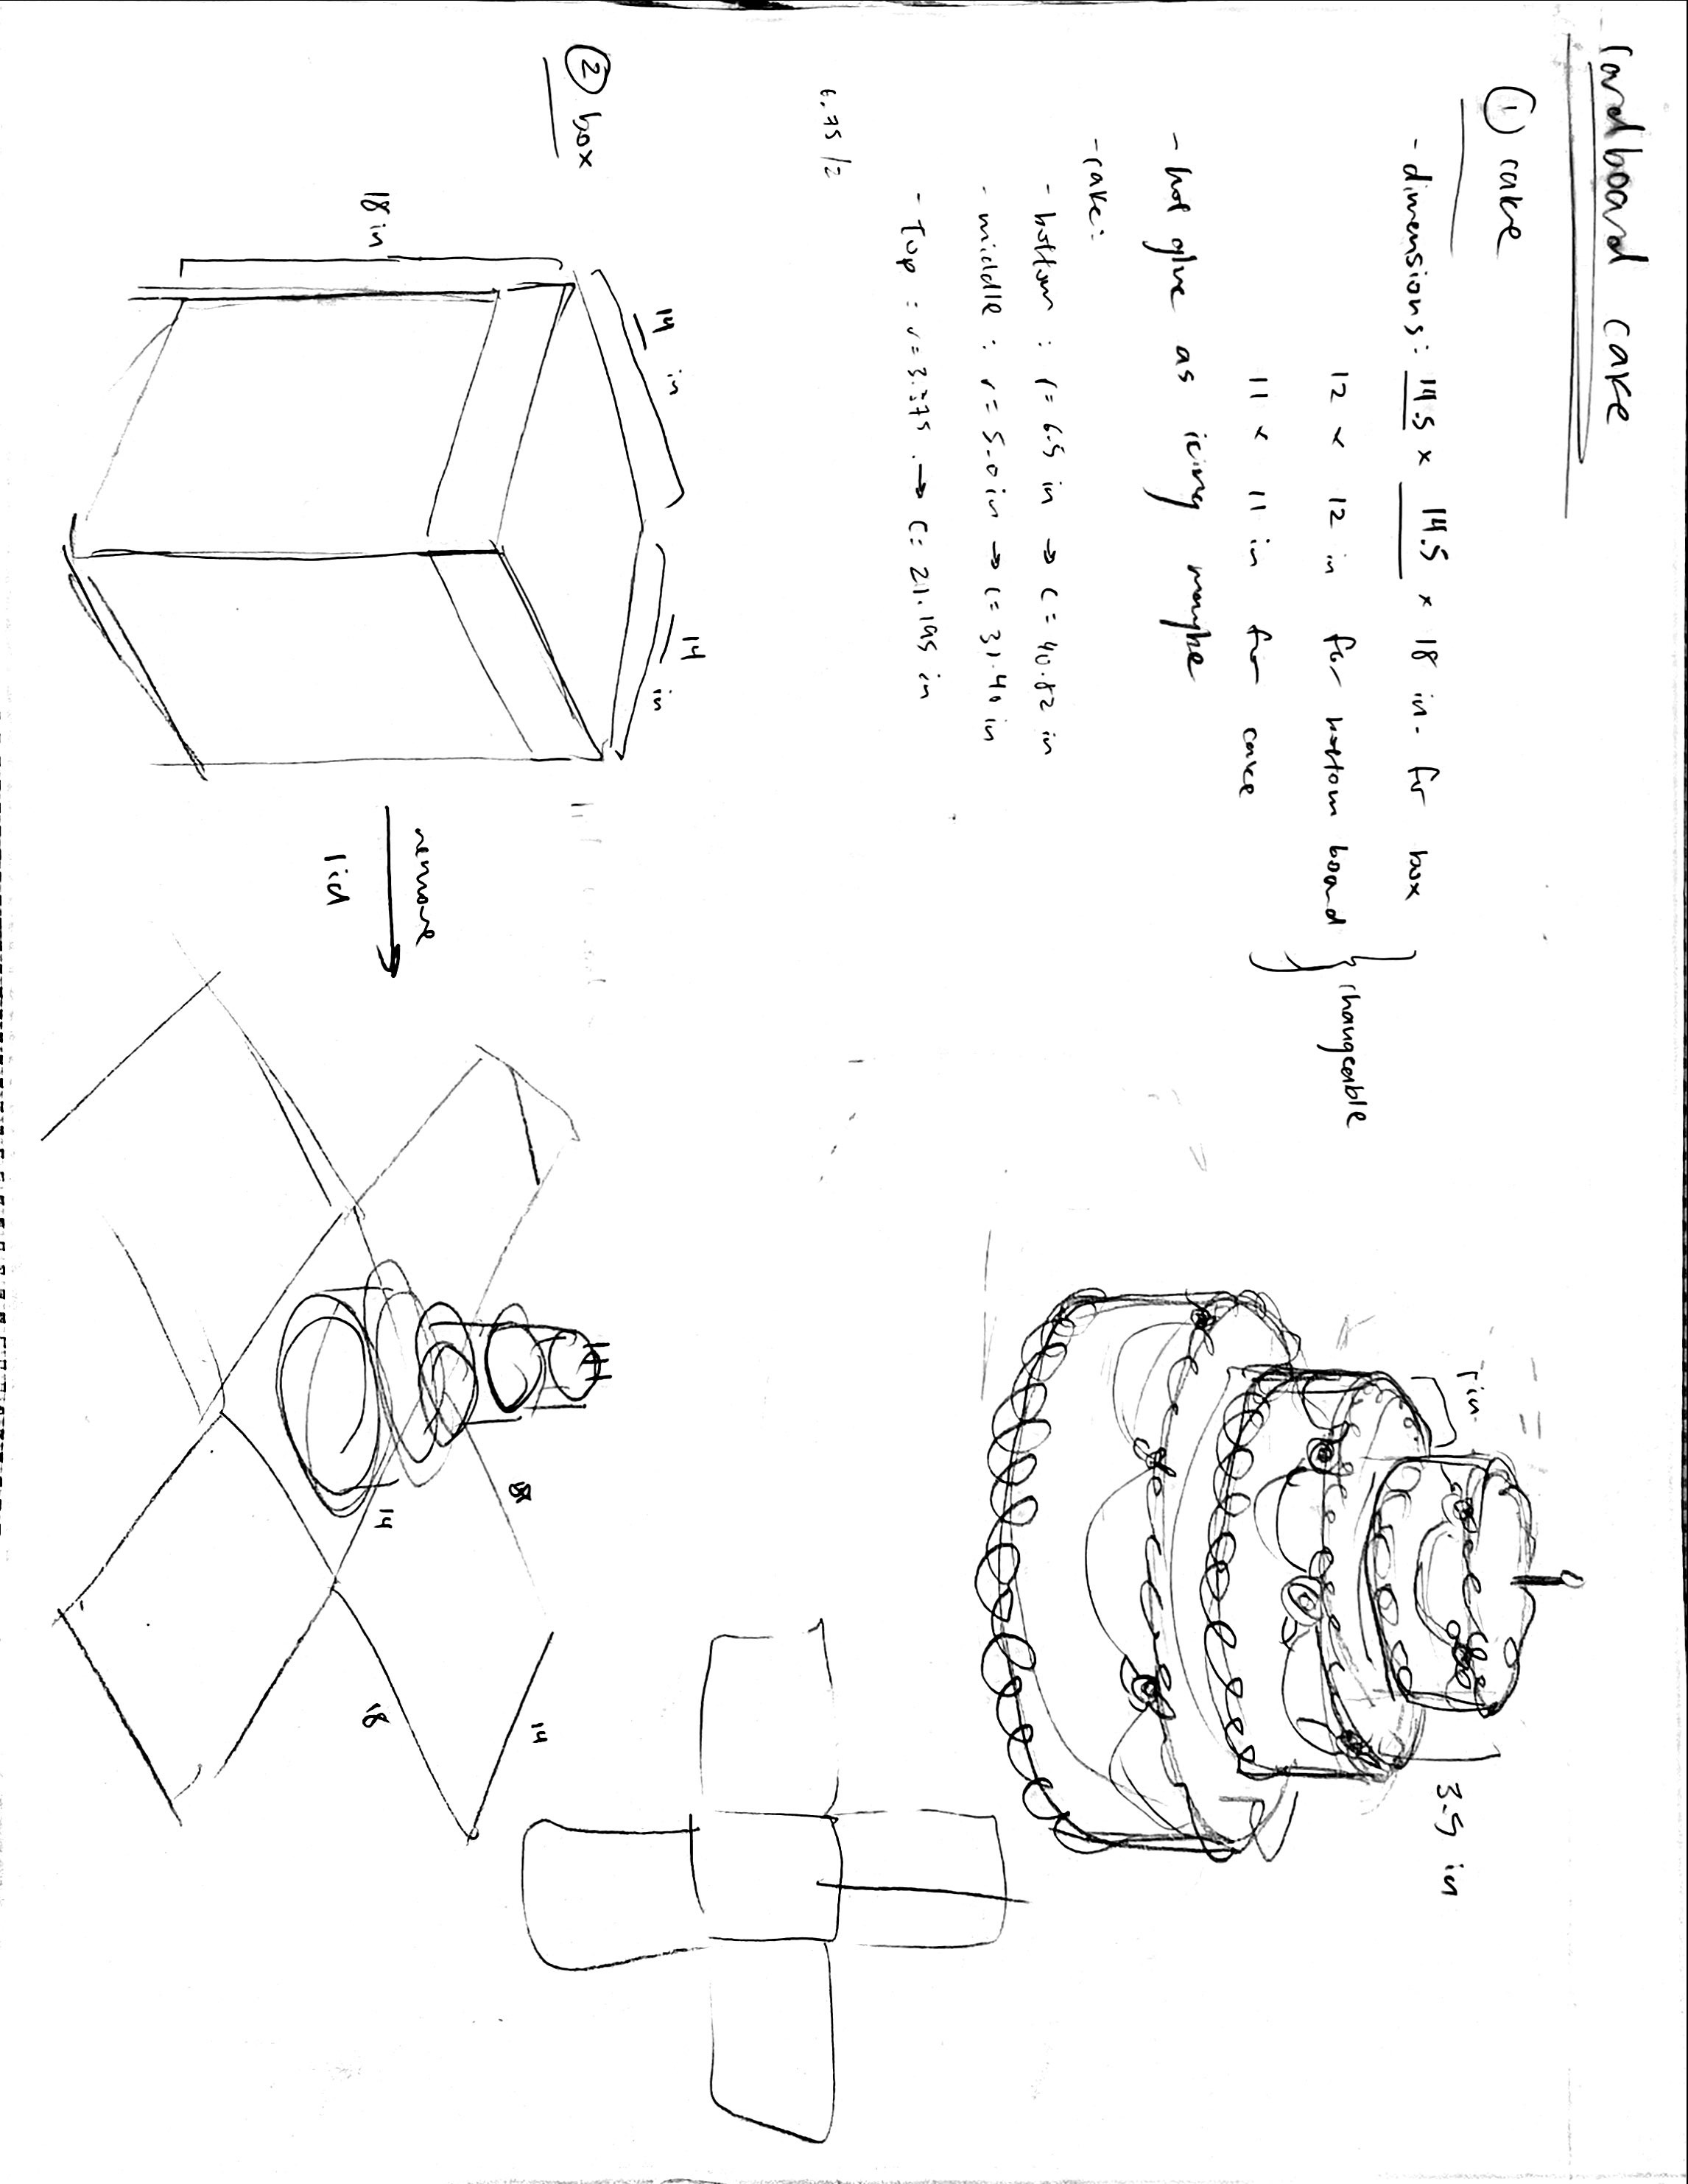 cardboard cake
① cake
- dimensions: 14.5 × 14.5 × 18 in. for box
12 × 12 in for bottom board
changeable
11 × 11 in for cake
- hot glue as icing maybe
- cake:
- bottom : r= 6.5 in → C = 40.82 in
- middle : r= 5.0 in → C= 31.40 in
- Top : r= 3.375 → C= 21.195 in
6.75 /2
1 in
3.5 in
② box
14 in
14 in
18 in
remove
lid
18
14
14
18